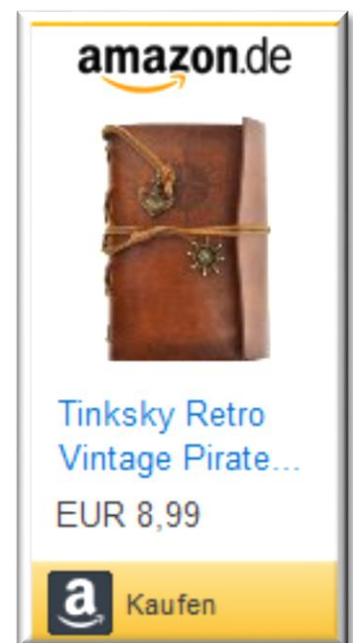 amazon.de
Tinksky Retro
Vintage Pirate...
EUR 8,99
a Kaufen